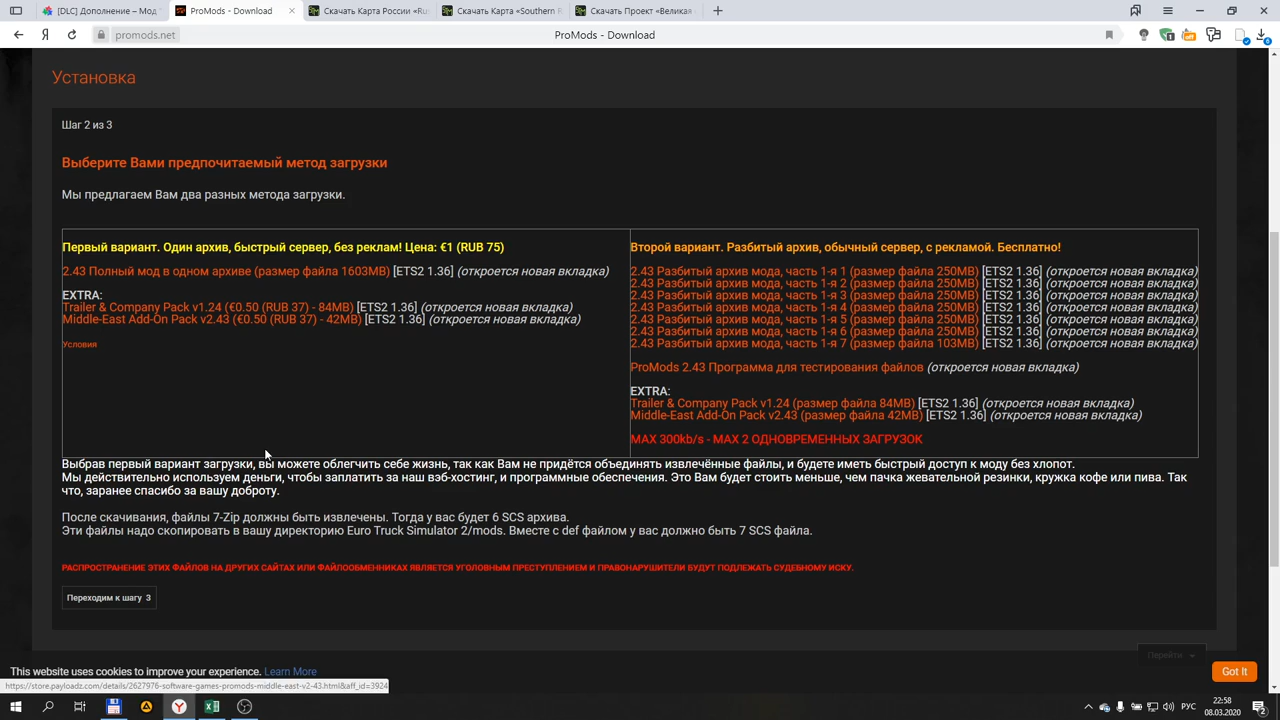 [DLC] Дополнение – Мод
ProMods - Download
Скачать Карта России «Ru
Скачать Карта «Southern R
Скачать Проект «Великая
promods.net
ProMods - Download
Установка
Шаг 2 из 3
Выберите Вами предпочитаемый метод загрузки
Мы предлагаем Вам два разных метода загрузки.
Первый вариант. Один архив, быстрый сервер, без реклам! Цена: €1 (RUB 75)
2.43 Полный мод в одном архиве (размер файла 1603MB) [ETS2 1.36] (откроется новая вкладка)
EXTRA:
Trailer & Company Pack v1.24 (€0.50 (RUB 37) - 84MB) [ETS2 1.36] (откроется новая вкладка)
Middle-East Add-On Pack v2.43 (€0.50 (RUB 37) - 42MB) [ETS2 1.36] (откроется новая вкладка)
Условия
Второй вариант. Разбитый архив, обычный сервер, с рекламой. Бесплатно!
2.43 Разбитый архив мода, часть 1-я 1 (размер файла 250MB) [ETS2 1.36] (откроется новая вкладка)
2.43 Разбитый архив мода, часть 1-я 2 (размер файла 250MB) [ETS2 1.36] (откроется новая вкладка)
2.43 Разбитый архив мода, часть 1-я 3 (размер файла 250MB) [ETS2 1.36] (откроется новая вкладка)
2.43 Разбитый архив мода, часть 1-я 4 (размер файла 250MB) [ETS2 1.36] (откроется новая вкладка)
2.43 Разбитый архив мода, часть 1-я 5 (размер файла 250MB) [ETS2 1.36] (откроется новая вкладка)
2.43 Разбитый архив мода, часть 1-я 6 (размер файла 250MB) [ETS2 1.36] (откроется новая вкладка)
2.43 Разбитый архив мода, часть 1-я 7 (размер файла 103MB) [ETS2 1.36] (откроется новая вкладка)
ProMods 2.43 Программа для тестирования файлов (откроется новая вкладка)
EXTRA:
Trailer & Company Pack v1.24 (размер файла 84MB) [ETS2 1.36] (откроется новая вкладка)
Middle-East Add-On Pack v2.43 (размер файла 42MB) [ETS2 1.36] (откроется новая вкладка)
MAX 300kb/s - MAX 2 ОДНОВРЕМЕННЫХ ЗАГРУЗОК
Выбрав первый вариант загрузки, вы можете облегчить себе жизнь, так как Вам не придётся объединять извлечённые файлы, и будете иметь быстрый доступ к моду без хлопот.
Мы действительно используем деньги, чтобы заплатить за наш вэб-хостинг, и программные обеспечения. Это Вам будет стоить меньше, чем пачка жевательной резинки, кружка кофе или пива. Так
что, заранее спасибо за вашу доброту.
После скачивания, файлы 7-Zip должны быть извлечены. Тогда у вас будет 6 SCS архива.
Эти файлы надо скопировать в вашу директорию Euro Truck Simulator 2/mods. Вместе с def файлом у вас должно быть 7 SCS файла.
РАСПРОСТРАНЕНИЕ ЭТИХ ФАЙЛОВ НА ДРУГИХ САЙТАХ ИЛИ ФАЙЛООБМЕННИКАХ ЯВЛЯЕТСЯ УГОЛОВНЫМ ПРЕСТУПЛЕНИЕМ И ПРАВОНАРУШИТЕЛИ БУДУТ ПОДЛЕЖАТЬ СУДЕБНОМУ ИСКУ.
Переходим к шагу 3
Перейти
This website uses cookies to improve your experience. Learn More
Got It
https://store.payloadz.com/details/2627976-software-games-promods-middle-east-v2-43.html&aff_id=3924
РУС
22:58
08.03.2020